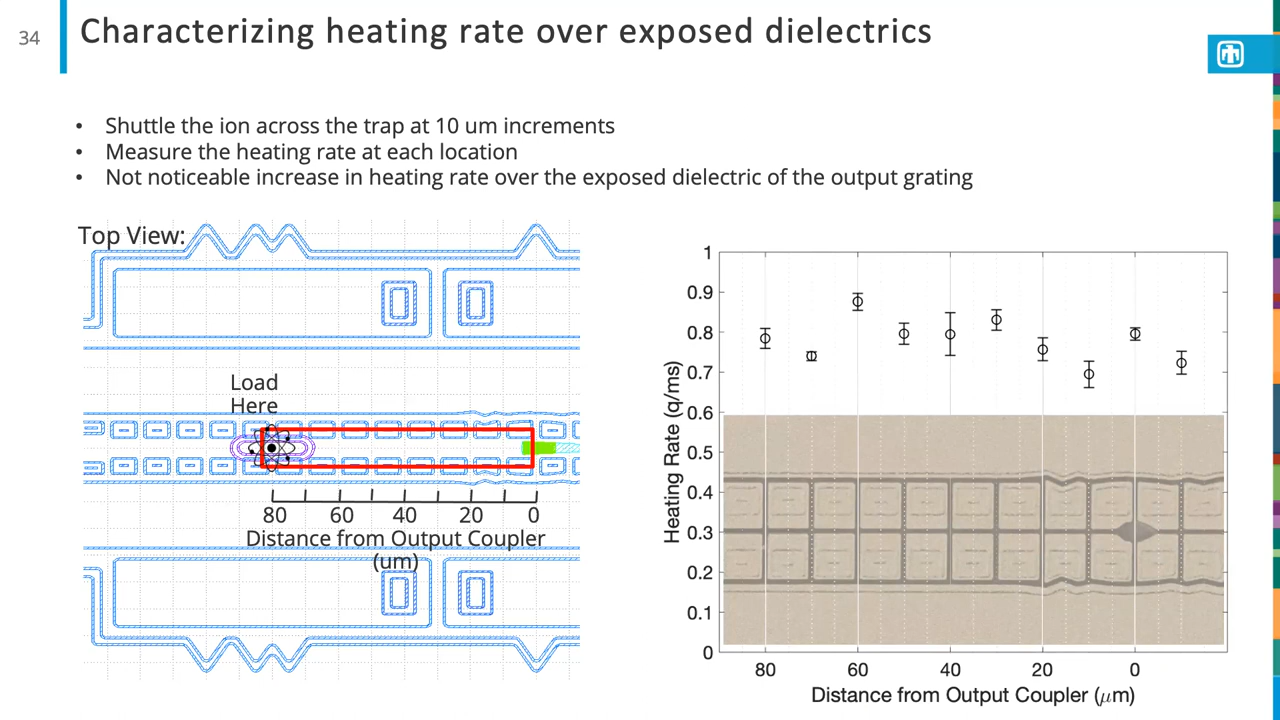 34
Characterizing heating rate over exposed dielectrics
• Shuttle the ion across the trap at 10 um increments
• Measure the heating rate at each location
• Not noticeable increase in heating rate over the exposed dielectric of the output grating
Top View:
Load
Here
80 60 40 20 0
Distance from Output Coupler
(um)
Heating Rate (q/ms)
1
0.9
0.8
0.7
0.6
0.5
0.4
0.3
0.2
0.1
0
80 60 40 20 0
Distance from Output Coupler (μm)